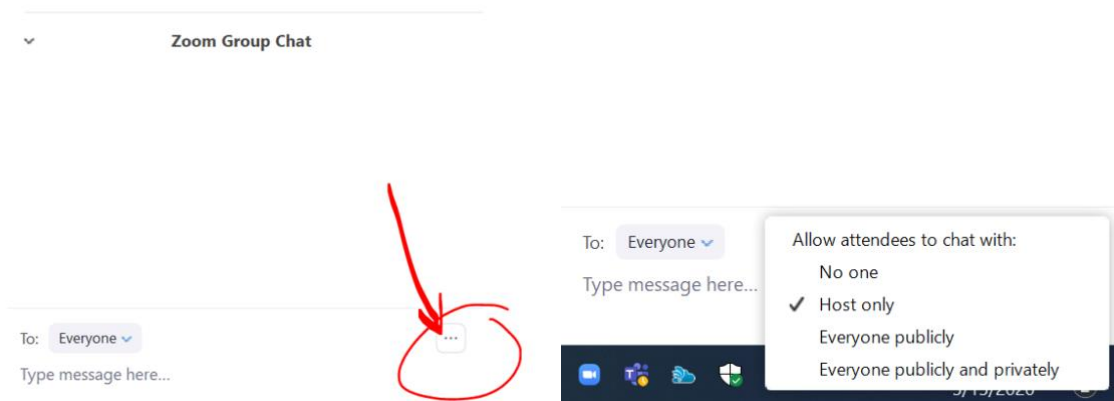 Zoom Group Chat
To: Everyone
...
Type message here...
To: Everyone
Type message here...
Allow attendees to chat with:
No one
✓ Host only
Everyone publicly
Everyone publicly and privately